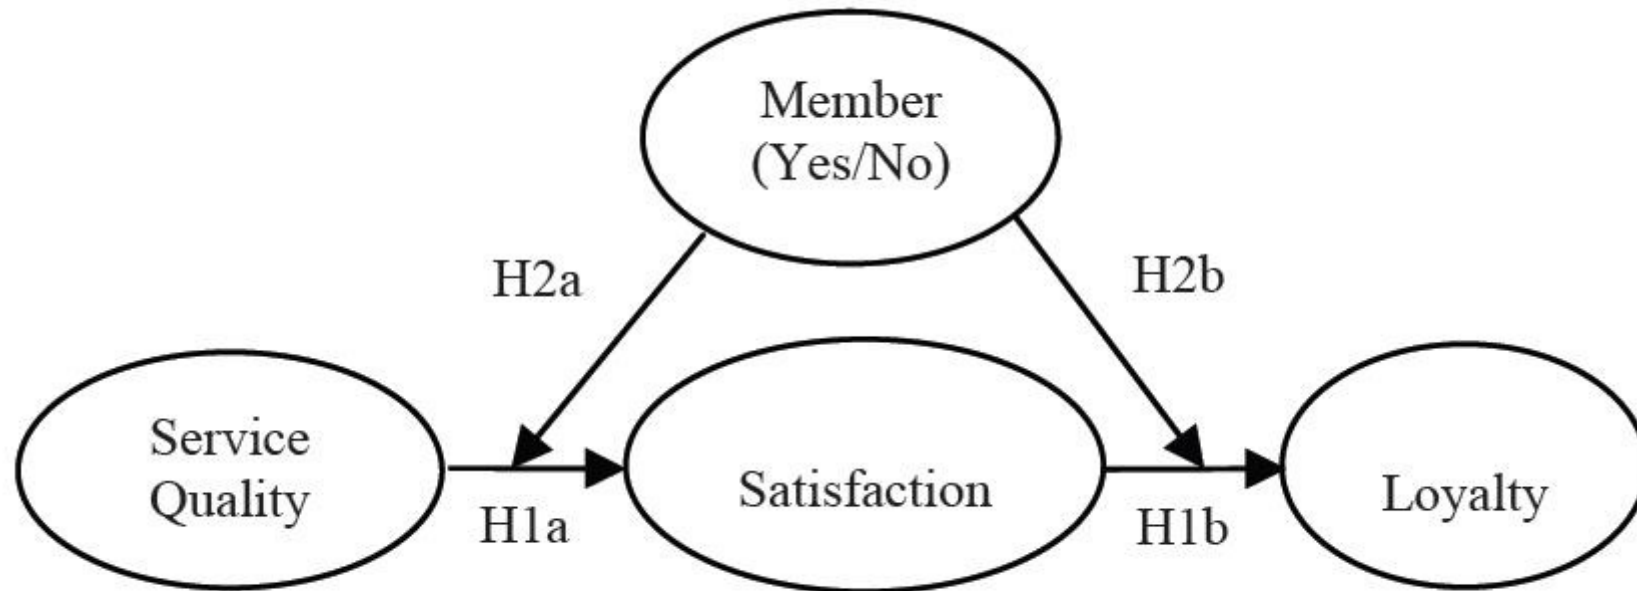 Member
(Yes/No)
H2a
H2b
Service
Quality
Satisfaction
Loyalty
H1a
H1b